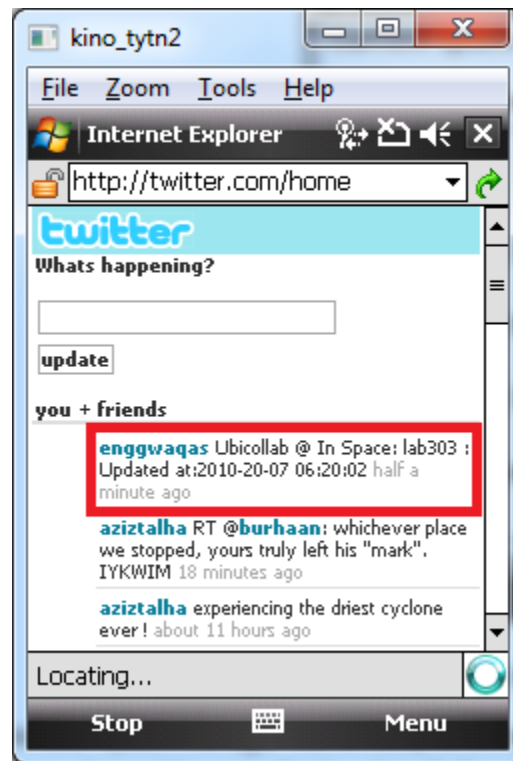 kino_tytn2
File Zoom Tools Help
Internet Explorer
http://twitter.com/home
twitter
Whats happening?
update
you + friends
enggwaqas Ubicollab @ In Space: lab303 :
Updated at:2010-20-07 06:20:02 half a
minute ago
aziztalha RT @burhaan: whichever place
we stopped, yours truly left his "mark".
IYKWIM 18 minutes ago
aziztalha experiencing the driest cyclone
ever! about 11 hours ago
Locating...
Stop Menu